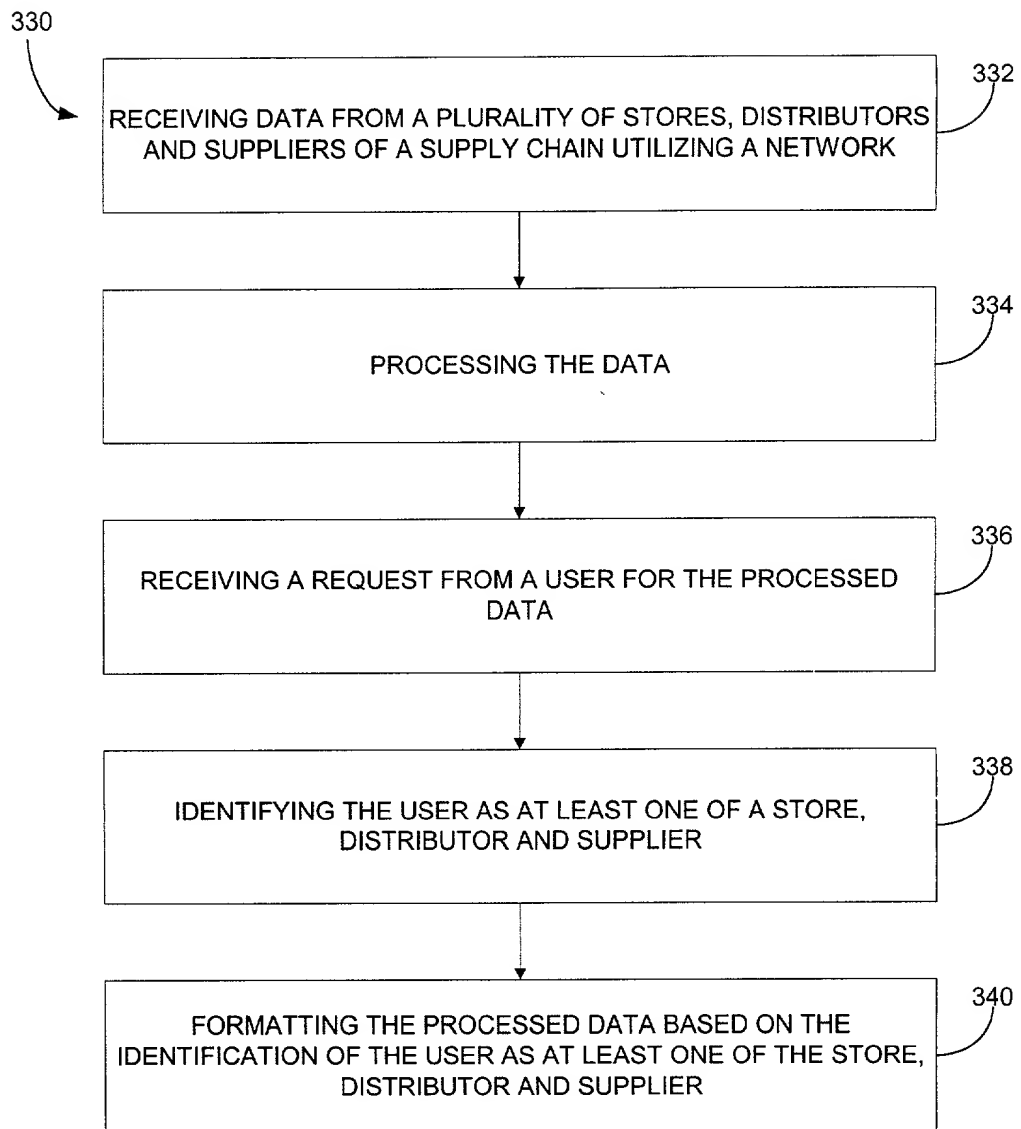 330
332
RECEIVING DATA FROM A PLURALITY OF STORES, DISTRIBUTORS
AND SUPPLIERS OF A SUPPLY CHAIN UTILIZING A NETWORK
334
PROCESSING THE DATA
336
RECEIVING A REQUEST FROM A USER FOR THE PROCESSED
DATA
338
IDENTIFYING THE USER AS AT LEAST ONE OF A STORE,
DISTRIBUTOR AND SUPPLIER
340
FORMATTING THE PROCESSED DATA BASED ON THE
IDENTIFICATION OF THE USER AS AT LEAST ONE OF THE STORE,
DISTRIBUTOR AND SUPPLIER